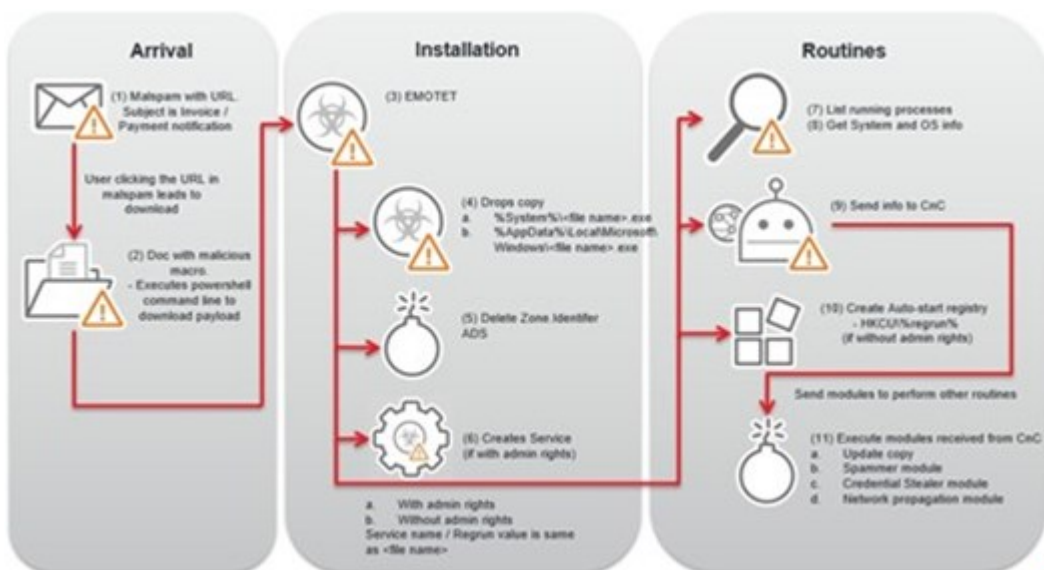 Arrival
(1) Malspam with URL.
Subject is Invoice /
Payment notification
User clicking the URL in
malspam leads to
download
(2) Doc with malicious
macro.
- Executes powershell
command line to
download payload
Installation
(3) EMOTET
(4) Drops copy
a. %System%\<file name>.exe
b. %AppData%\Local\Microsoft\
Windows\<file name>.exe
(5) Delete Zone.Identifer
ADS
(6) Creates Service
(if with admin rights)
a. With admin rights
b. Without admin rights
Service name / Regrun value is same
as <file name>
Routines
(7) List running processes
(8) Get System and OS info
(9) Send info to CnC
(10) Create Auto-start registry
- HKCU\%regrun%
(if without admin rights)
Send modules to perform other routines
(11) Execute modules received from CnC
a. Update copy
b. Spammer module
c. Credential Stealer module
d. Network propagation module